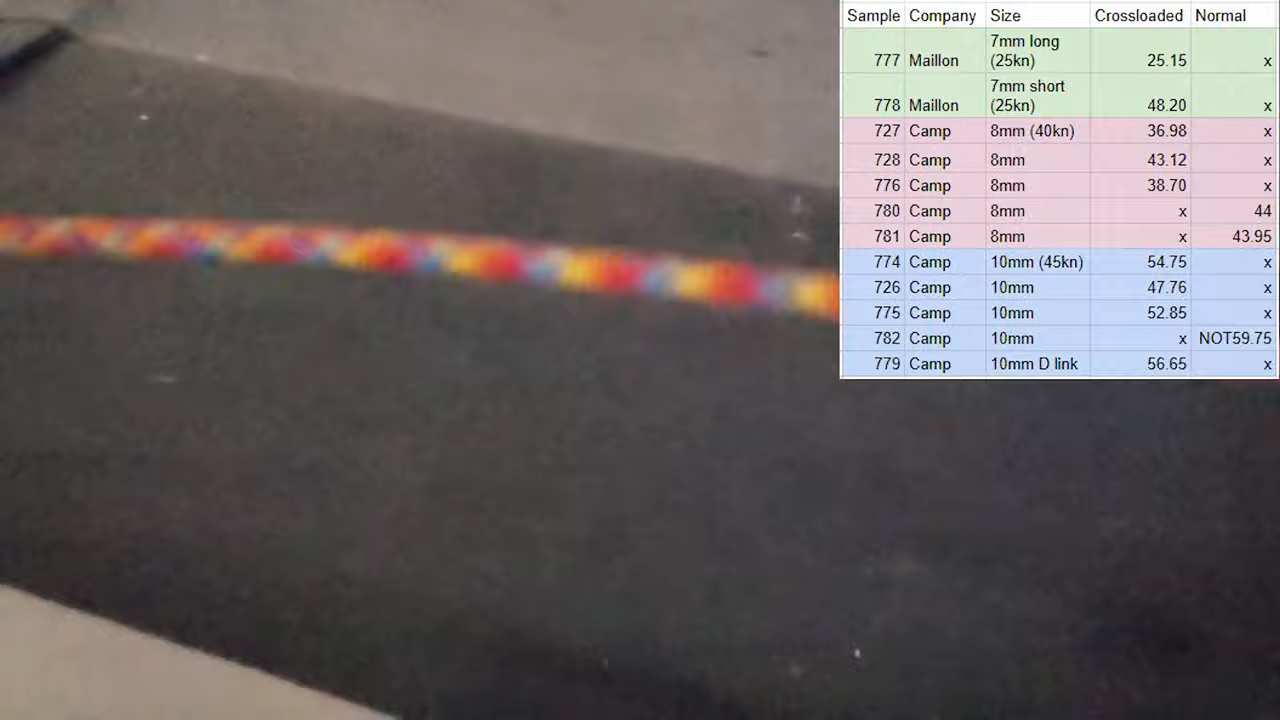 Sample Company Size Crossloaded Normal
7mm long
777 Maillon (25kn) 25.15 x
7mm short
778 Maillon (25kn) 48.20 x
727 Camp 8mm (40kn) 36.98 x
728 Camp 8mm 43.12 x
776 Camp 8mm 38.70 x
780 Camp 8mm x 44
781 Camp 8mm x 43.95
774 Camp 10mm (45kn) 54.75 x
726 Camp 10mm 47.76 x
775 Camp 10mm 52.85 x
782 Camp 10mm x NOT59.75
779 Camp 10mm D link 56.65 x